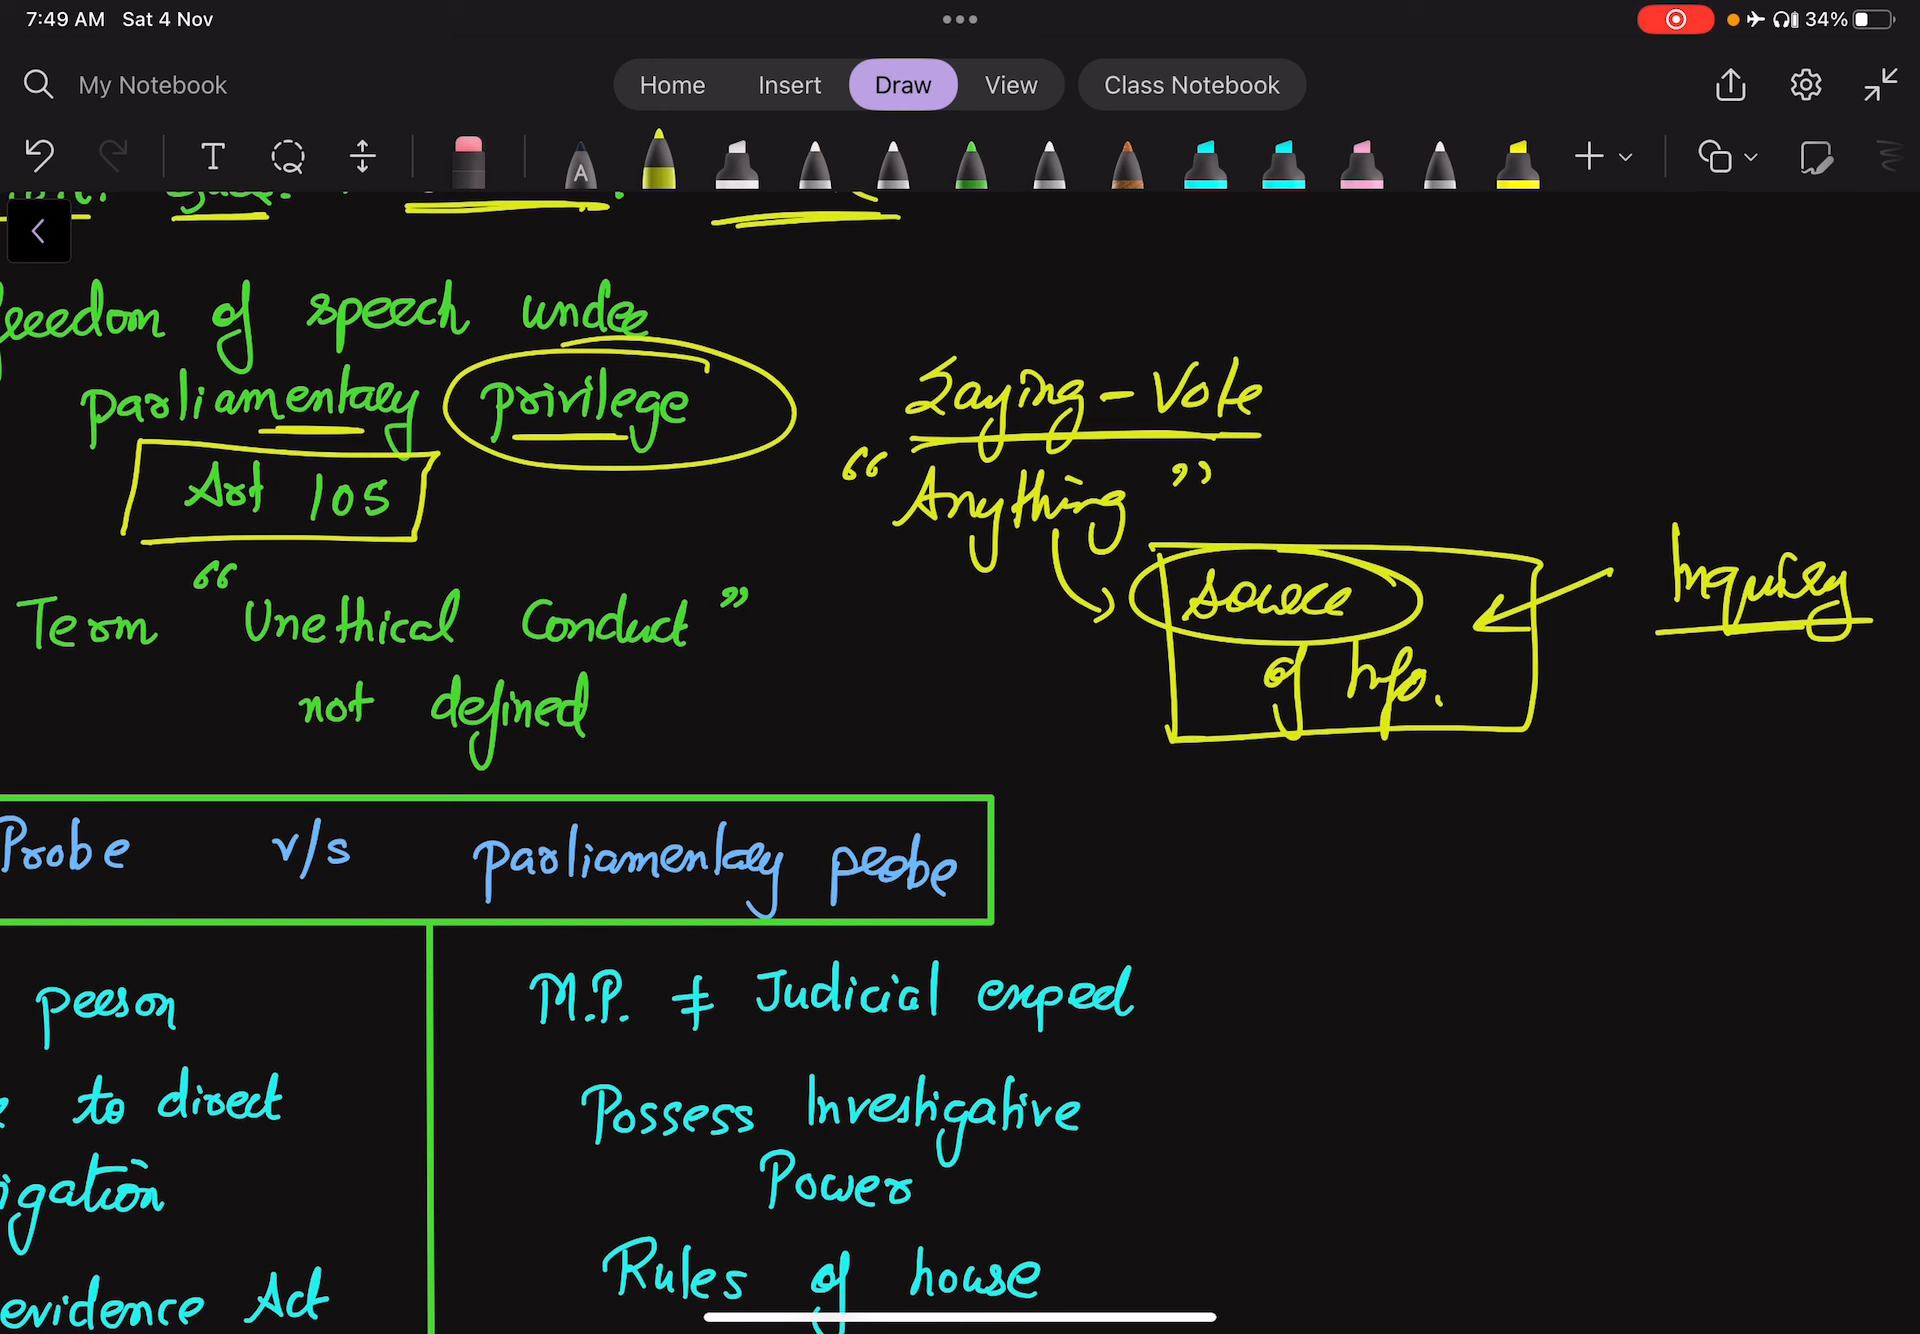 7:49 AM Sat 4 Nov
34%
My Notebook
Home Insert Draw View Class Notebook
T
A
freedom of speech under
parliamentary privilege
Art 105
Saying - Vote
"Anything"
source
of Info.
Inquiry
Term "Unethical Conduct"
not defined
Probe v/s parliamentary probe
person
to direct
igation
evidence Act
M.P. ≠ Judicial expert
Possess Investigative
Power
Rules of house